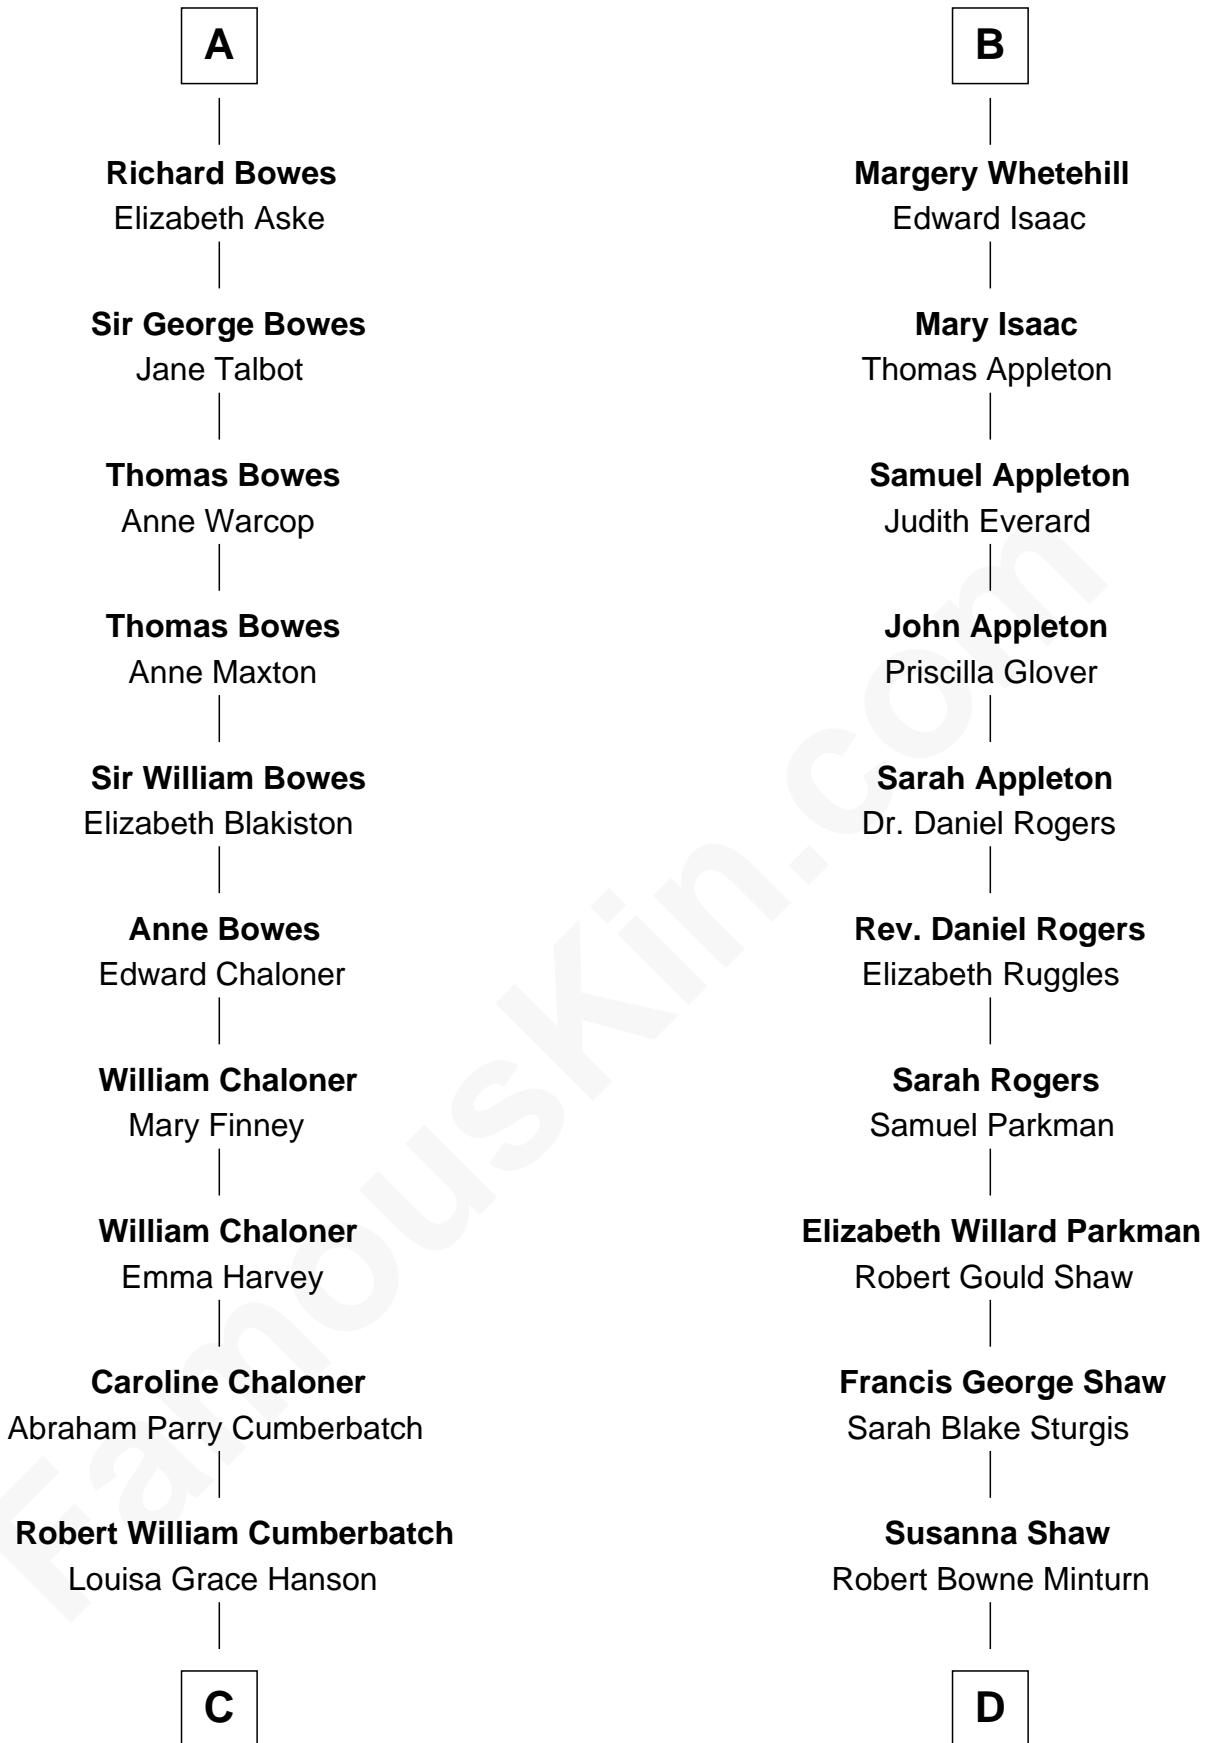 A
Richard Bowes
Elizabeth Aske
Sir George Bowes
Jane Talbot
Thomas Bowes
Anne Warcop
Thomas Bowes
Anne Maxton
Sir William Bowes
Elizabeth Blakiston
Anne Bowes
Edward Chaloner
William Chaloner
Mary Finney
William Chaloner
Emma Harvey
Caroline Chaloner
Abraham Parry Cumberbatch
Robert William Cumberbatch
Louisa Grace Hanson
C
B
Margery Whetehill
Edward Isaac
Mary Isaac
Thomas Appleton
Samuel Appleton
Judith Everard
John Appleton
Priscilla Glover
Sarah Appleton
Dr. Daniel Rogers
Rev. Daniel Rogers
Elizabeth Ruggles
Sarah Rogers
Samuel Parkman
Elizabeth Willard Parkman
Robert Gould Shaw
Francis George Shaw
Sarah Blake Sturgis
Susanna Shaw
Robert Bowne Minturn
D
FamousKin.com